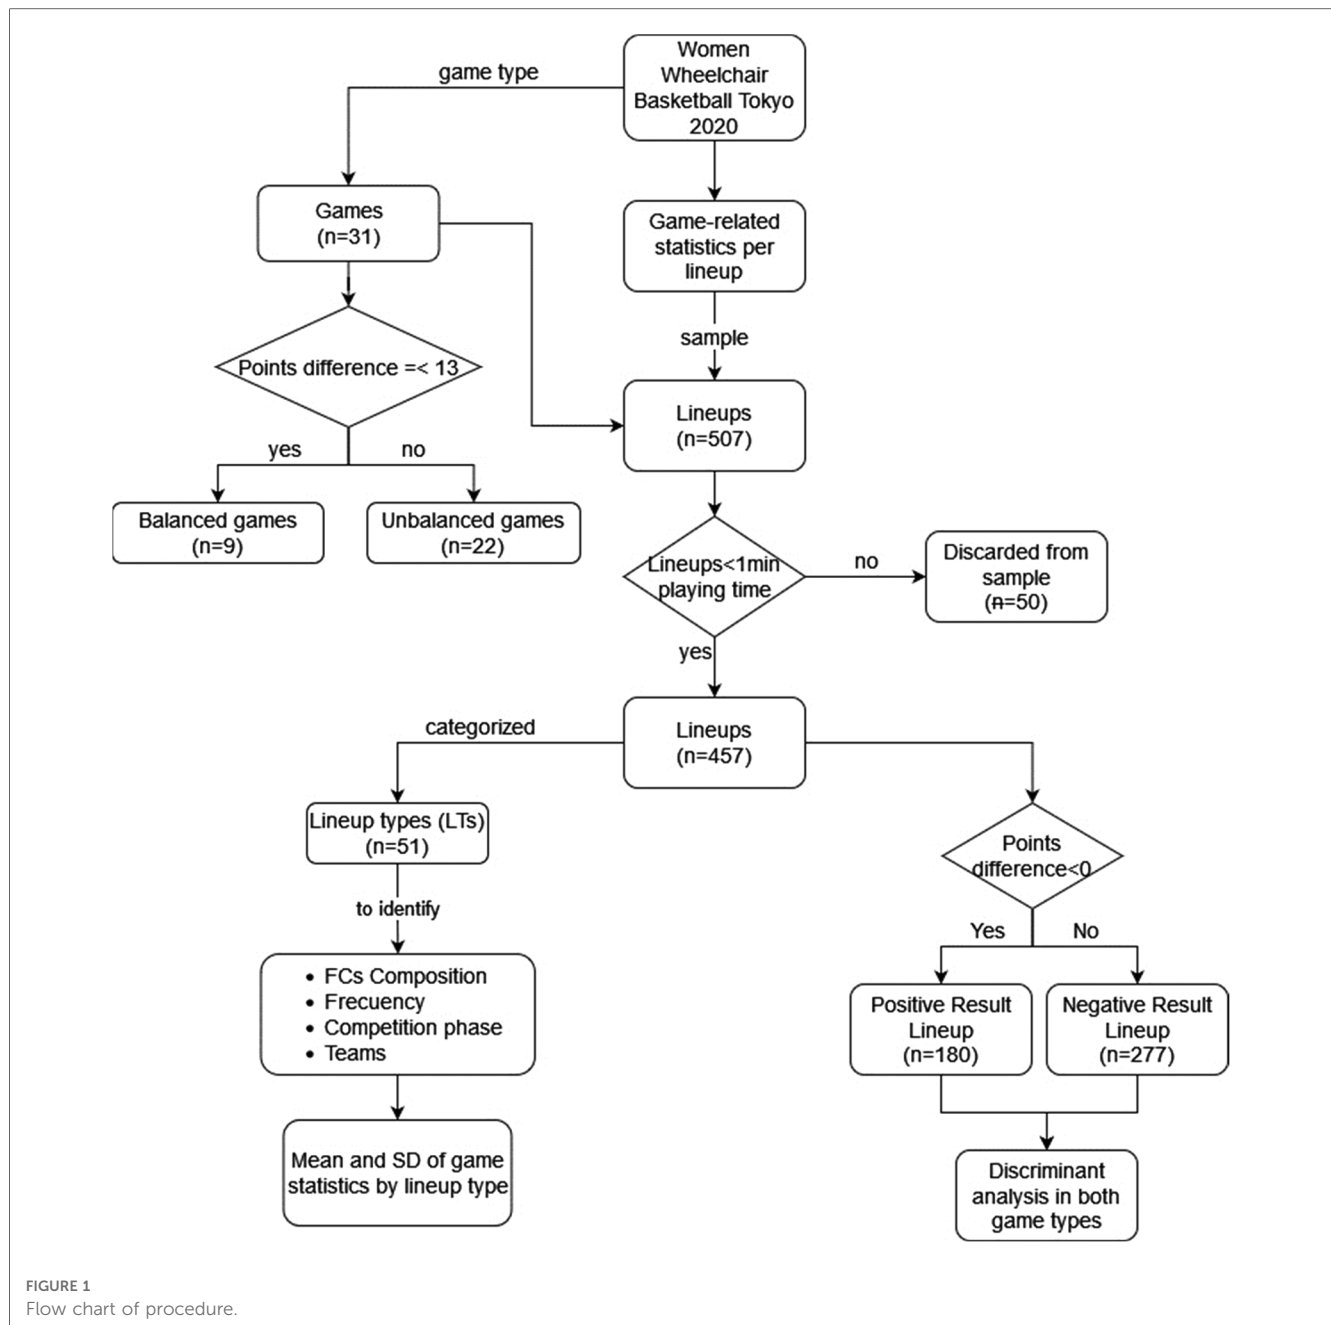 Women
Wheelchair
Basketball Tokyo
2020
game type
Games
(n=31)
Game-related
statistics per
lineup
sample
Points difference =< 13
Lineups
(n=507)
yes
no
Balanced games
(n=9)
Unbalanced games
(n=22)
Lineups<1min
playing time
no
Discarded from
sample
(n=50)
yes
categorized
Lineups
(n=457)
Lineup types (LTs)
(n=51)
Points
difference<0
to identify
Yes
No
• FCs Composition
• Frecuency
• Competition phase
• Teams
Positive Result
Lineup
(n=180)
Negative Result
Lineup
(n=277)
Mean and SD of game
statistics by lineup type
Discriminant
analysis in both
game types
FIGURE 1
Flow chart of procedure.